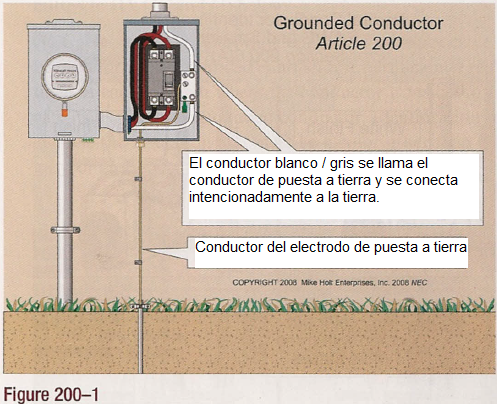 Grounded Conductor
Article 200
El conductor blanco / gris se llama el
conductor de puesta a tierra y se conecta
intencionadamente a la tierra.
Conductor del electrodo de puesta a tierra
COPYRIGHT 2008 Mike Holt Enterprises, Inc. 2008 NEC
Figure 200–1